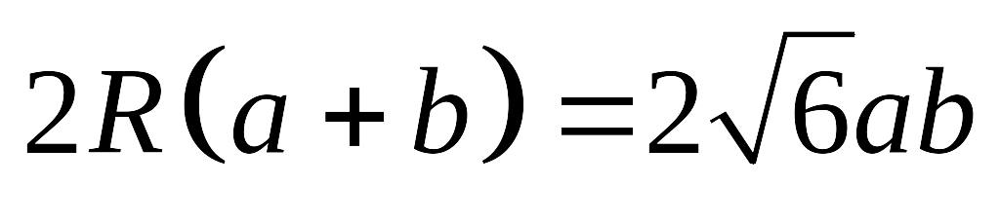 2R(a + b) = 2√6ab